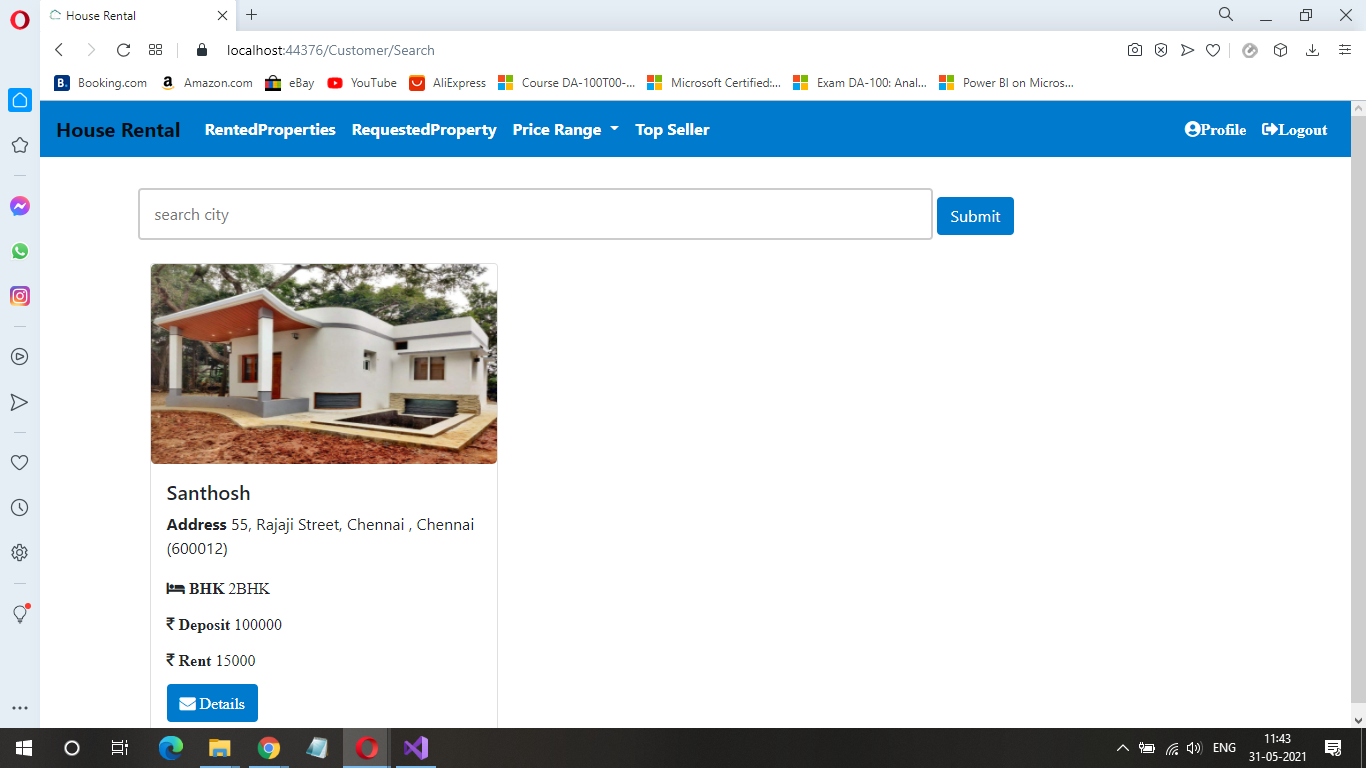 House Rental
localhost:44376/Customer/Search
Booking.com Amazon.com eBay YouTube AliExpress Course DA-100T00-... Microsoft Certified:... Exam DA-100: Anal... Power BI on Micros...
House Rental RentedProperties RequestedProperty Price Range Top Seller Profile Logout
search city Submit
Santhosh
Address 55, Rajaji Street, Chennai , Chennai
(600012)
BHK 2BHK
₹ Deposit 100000
₹ Rent 15000
Details
ENG 11:43
31-05-2021